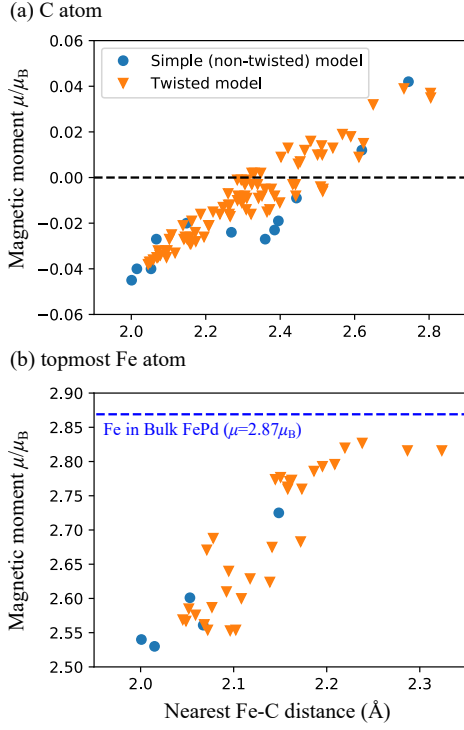 (a) C atom
Magnetic moment μ/μB
0.06
0.04
0.02
0.00
−0.02
−0.04
−0.06
Simple (non-twisted) model
Twisted model
2.0 2.2 2.4 2.6 2.8
(b) topmost Fe atom
Magnetic moment μ/μB
2.90
2.85
2.80
2.75
2.70
2.65
2.60
2.55
2.50
Fe in Bulk FePd (μ=2.87μB)
2.0 2.1 2.2 2.3
Nearest Fe-C distance (Å)